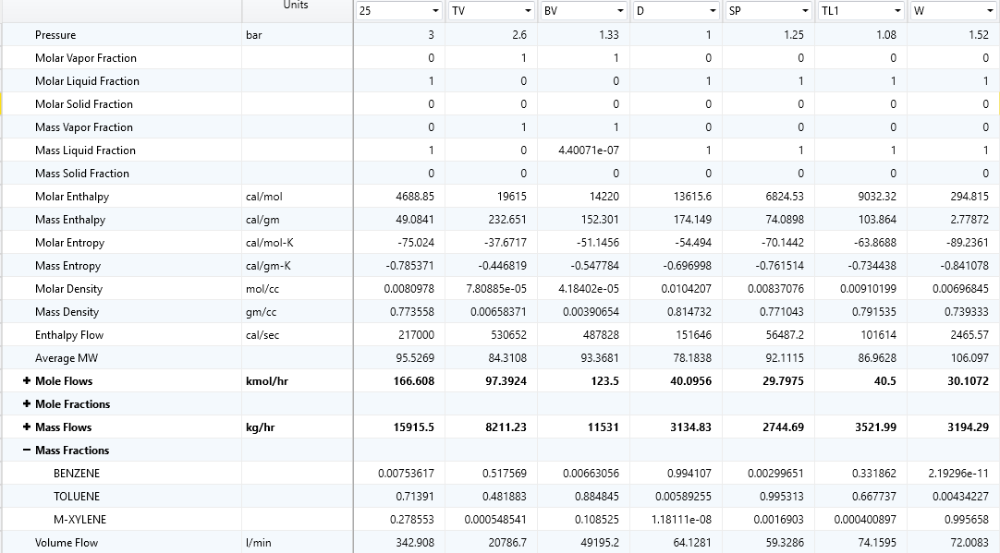 Units 25 TV BV D SP TL1 W
Pressure bar 3 2.6 1.33 1 1.25 1.08 1.52
Molar Vapor Fraction 0 1 1 0 0 0 0
Molar Liquid Fraction 1 0 0 1 1 1 1
Molar Solid Fraction 0 0 0 0 0 0 0
Mass Vapor Fraction 0 1 1 0 0 0 0
Mass Liquid Fraction 1 0 4.40071e-07 1 1 1 1
Mass Solid Fraction 0 0 0 0 0 0 0
Molar Enthalpy cal/mol 4688.85 19615 14220 13615.6 6824.53 9032.32 294.815
Mass Enthalpy cal/gm 49.0841 232.651 152.301 174.149 74.0898 103.864 2.77872
Molar Entropy cal/mol-K -75.024 -37.6717 -51.1456 -54.494 -70.1442 -63.8688 -89.2361
Mass Entropy cal/gm-K -0.785371 -0.446819 -0.547784 -0.696998 -0.761514 -0.734438 -0.841078
Molar Density mol/cc 0.0080978 7.80885e-05 4.18402e-05 0.0104207 0.00837076 0.00910199 0.00696845
Mass Density gm/cc 0.773558 0.00658371 0.00390654 0.814732 0.771043 0.791535 0.739333
Enthalpy Flow cal/sec 217000 530652 487828 151646 56487.2 101614 2465.57
Average MW 95.5269 84.3108 93.3681 78.1838 92.1115 86.9628 106.097
+ Mole Flows kmol/hr 166.608 97.3924 123.5 40.0956 29.7975 40.5 30.1072
+ Mole Fractions
+ Mass Flows kg/hr 15915.5 8211.23 11531 3134.83 2744.69 3521.99 3194.29
− Mass Fractions
BENZENE 0.00753617 0.517569 0.00663056 0.994107 0.00299651 0.331862 2.19296e-11
TOLUENE 0.71391 0.481883 0.884845 0.00589255 0.995313 0.667737 0.00434227
M-XYLENE 0.278553 0.000548541 0.108525 1.18111e-08 0.0016903 0.000400897 0.995658
Volume Flow l/min 342.908 20786.7 49195.2 64.1281 59.3286 74.1595 72.0083